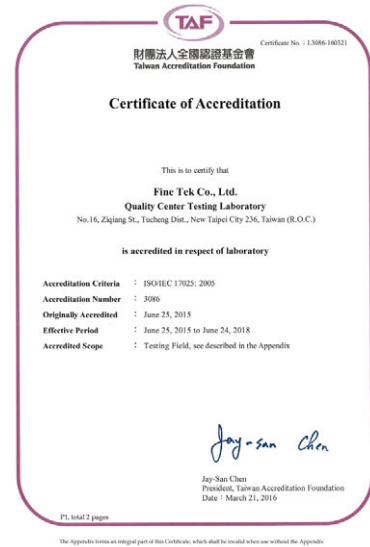 TAF
Certificate No. : L3086-160321
財團法人全國認證基金會
Taiwan Accreditation Foundation
Certificate of Accreditation
This is to certify that
Fine Tek Co., Ltd.
Quality Center Testing Laboratory
No.16, Ziqiang St., Tucheng Dist., New Taipei City 236, Taiwan (R.O.C.)
is accredited in respect of laboratory
Accreditation Criteria : ISO/IEC 17025: 2005
Accreditation Number : 3086
Originally Accredited : June 25, 2015
Effective Period : June 25, 2015 to June 24, 2018
Accredited Scope : Testing Field, see described in the Appendix
Jay-san Chen
Jay-San Chen
President, Taiwan Accreditation Foundation
Date : March 21, 2016
P1, total 2 pages
The Appendix forms an integral part of this Certificate, which shall be invalid when use without the Appendix